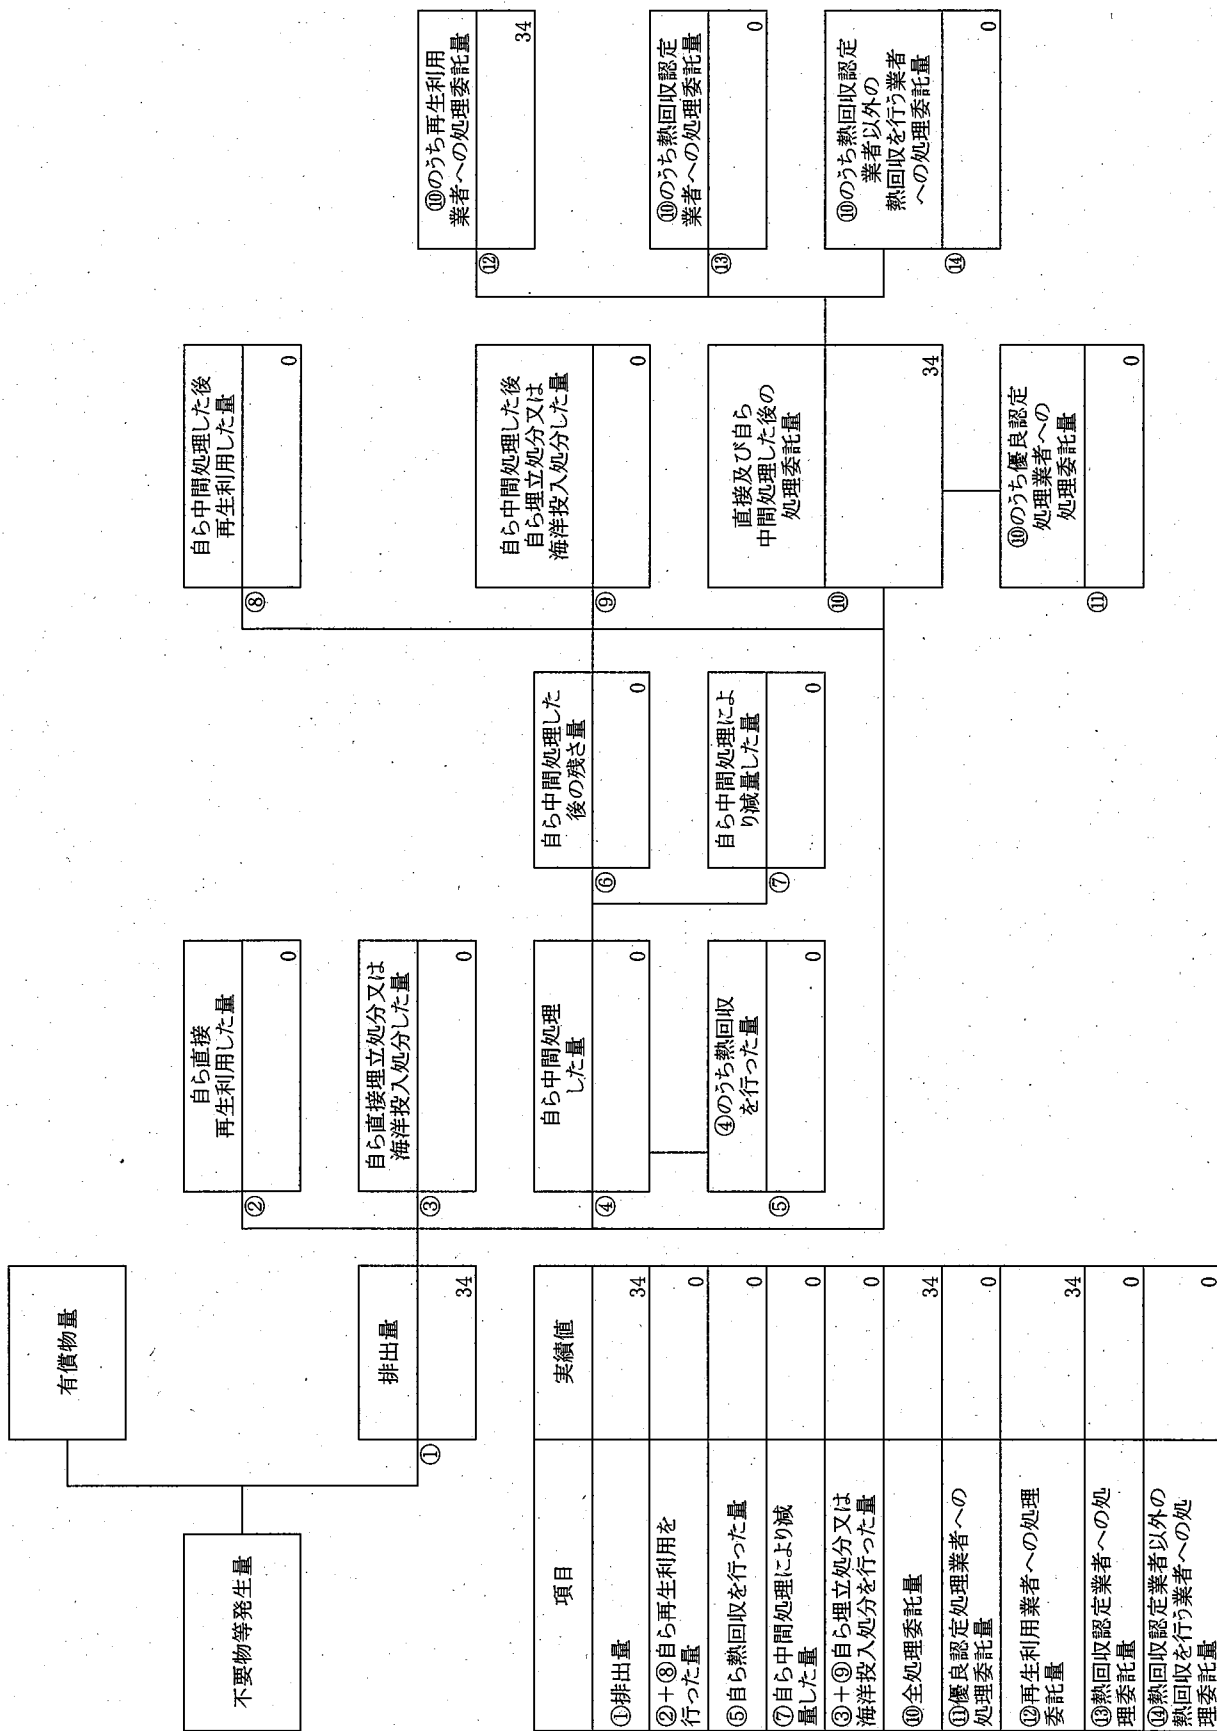 不要物等発生量
有償物量
①
排出量
34
②
自ら直接
再生利用した量
0
③
自ら直接埋立処分又は
海洋投入処分した量
0
④
自ら中間処理
した量
0
⑤
④のうち熱回収
を行った量
0
⑥
自ら中間処理した
後の残さ量
0
⑦
自ら中間処理によ
り減量した量
0
⑧
自ら中間処理した後
再生利用した量
0
⑨
自ら中間処理した後
自ら埋立処分又は
海洋投入処分した量
0
⑩
直接及び自ら
中間処理した後の
処理委託量
34
⑪
⑩のうち優良認定
処理業者への
処理委託量
0
⑫
⑩のうち再生利用
業者への処理委託量
34
⑬
⑩のうち熱回収認定
業者への処理委託量
0
⑭
⑩のうち熱回収認定
業者以外の
熱回収を行う業者
への処理委託量
0
項目
実績値
①排出量
34
②+⑧自ら再生利用を
行った量
0
⑤自ら熱回収を行った量
0
⑦自ら中間処理により減
量した量
0
③+⑨自ら埋立処分又は
海洋投入処分を行った量
0
⑩全処理委託量
34
⑪優良認定処理業者への
処理委託量
0
⑫再生利用業者への処理
委託量
34
⑬熱回収認定業者への処
理委託量
0
⑭熱回収認定業者以外の
熱回収を行う業者への処
理委託量
0